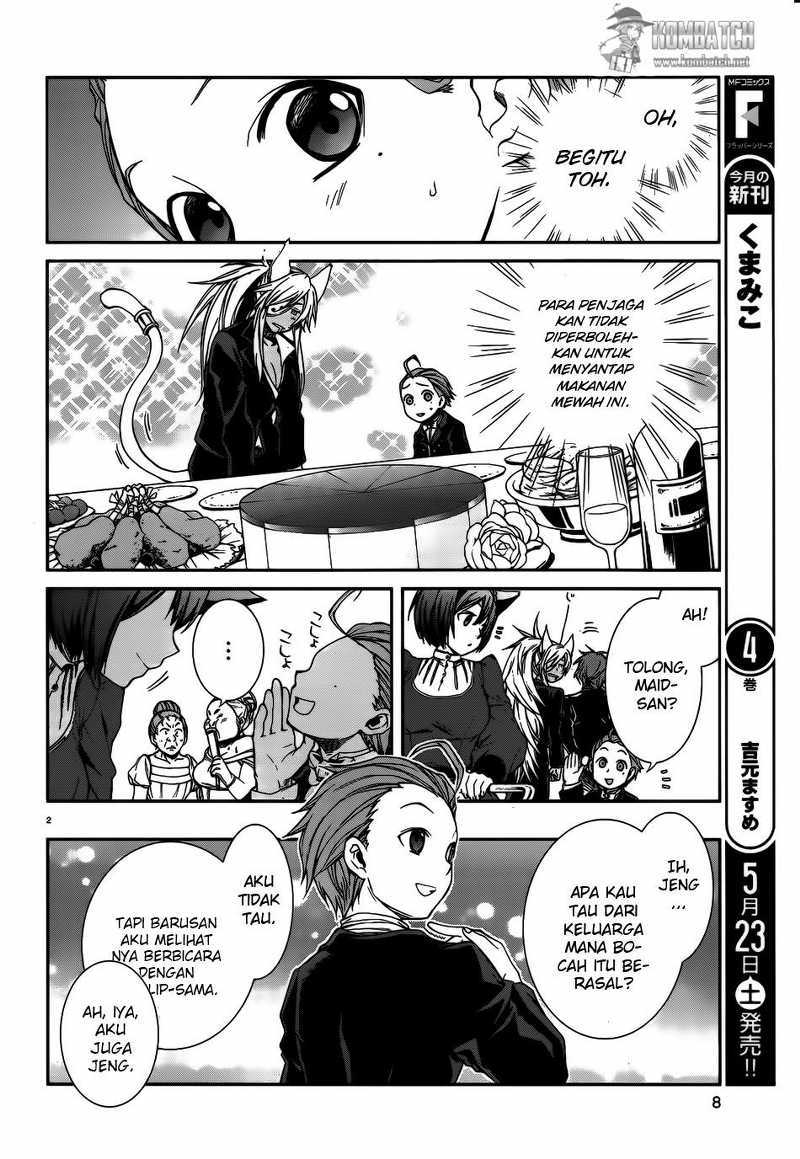 KOMBATCH
www.kombatch.net
OH,
BEGITU
TOH.
PARA PENJAGA
KAN TIDAK
DIPERBOLEH-
KAN UNTUK
MENYANTAP
MAKANAN
MEWAH INI.
AH!
TOLONG,
MAID-
SAN?
こしょ
こしょ
...
2
IH,
JENG
...
APA KAU
TAU DARI
KELUARGA
MANA BO-
CAH ITU BE-
RASAL?
AKU
TIDAK
TAU.
TAPI BARUSAN
AKU MELIHAT
NYA BERBICARA
DENGAN
LIP-SAMA.
AH, IYA,
AKU
JUGA
JENG.
MFコミックス
F
フラッパーシリーズ
今月の
新刊
くまみこ
4
巻
吉元ますめ
5月23日土発売!!
8